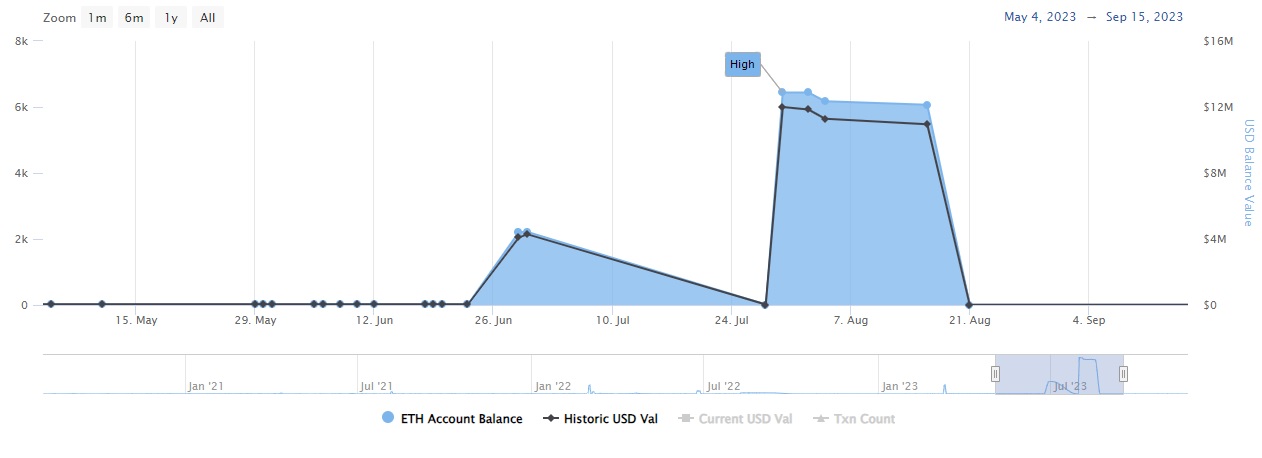 Zoom 1m 6m 1y All
May 4, 2023 → Sep 15, 2023
8k
$16M
High
6k
$12M
4k
$8M
USD Balance Value
2k
$4M
0
$0
15. May 29. May 12. Jun 26. Jun 10. Jul 24. Jul 7. Aug 21. Aug 4. Sep
Jan '21 Jul '21 Jan '22 Jul '22 Jan '23 Jul '23
ETH Account Balance Historic USD Val Current USD Val Txn Count